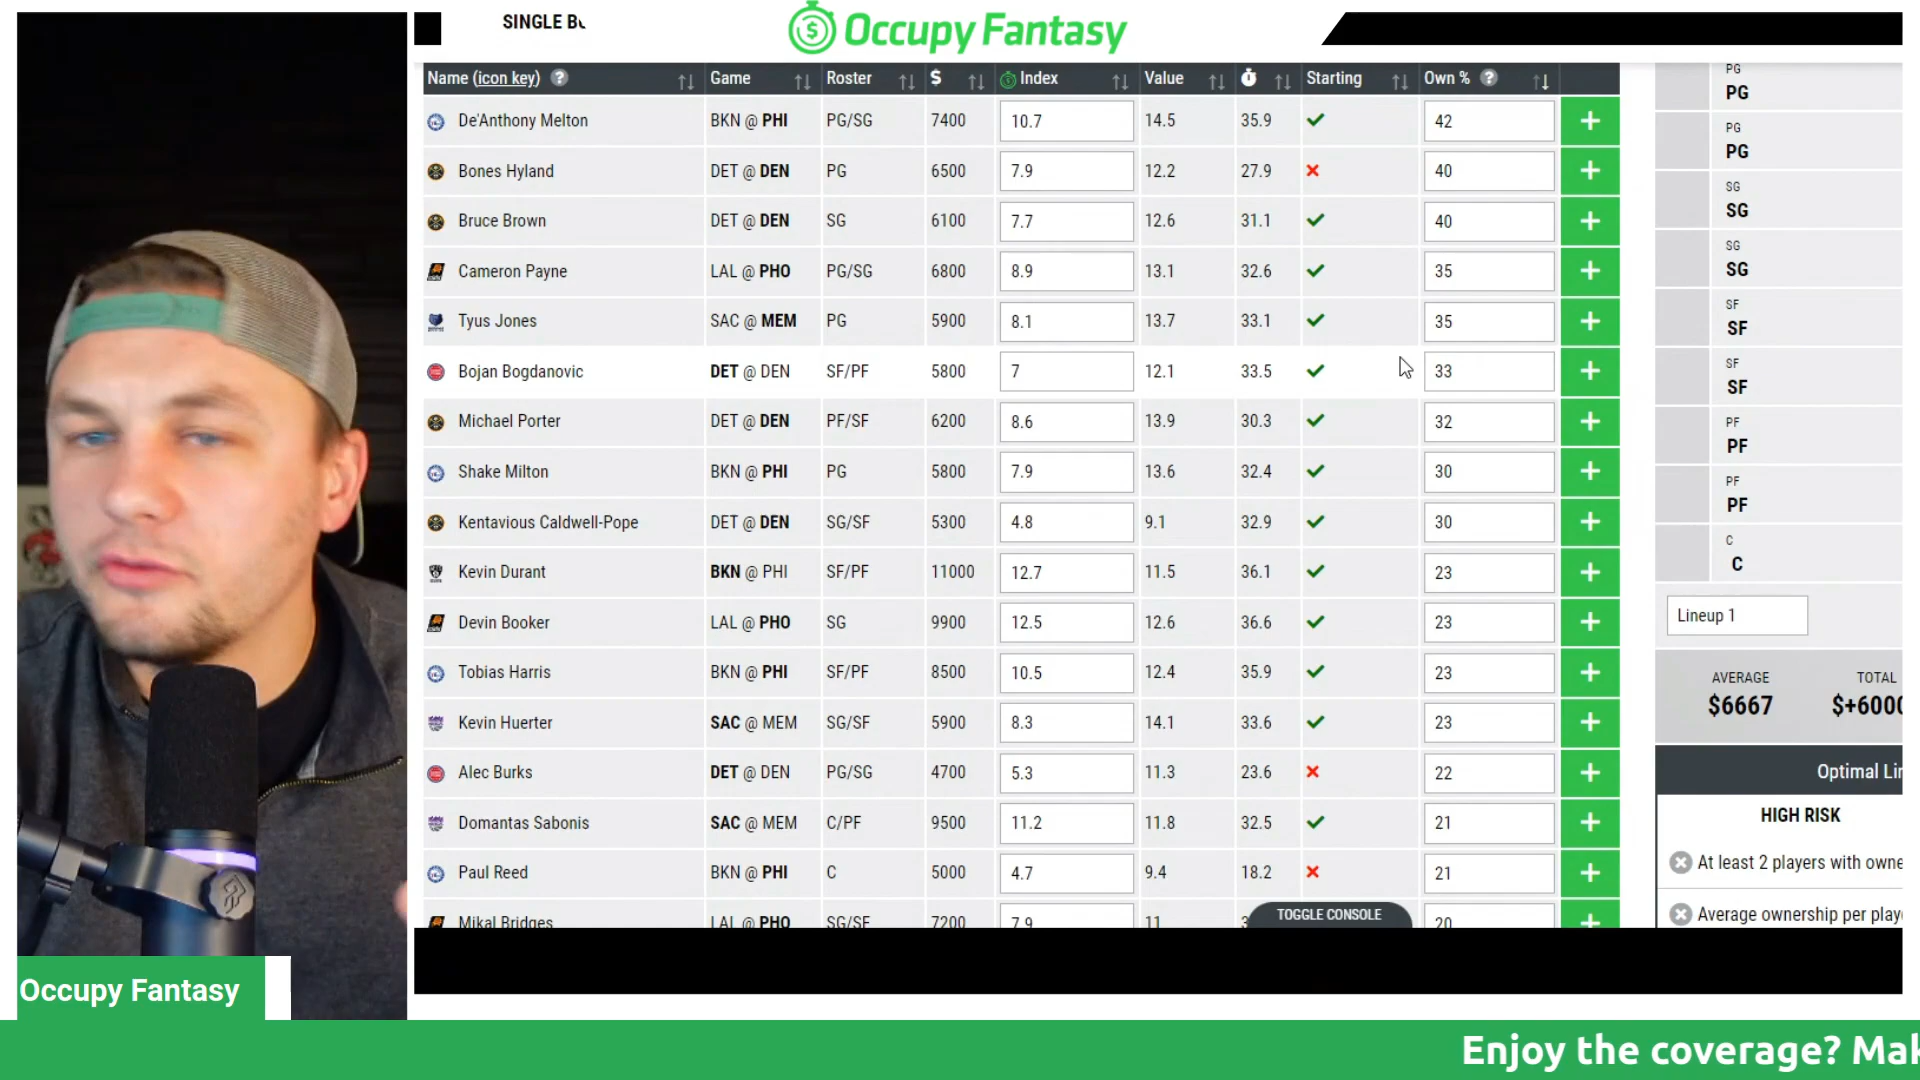 SINGLE
Occupy Fantasy
Name (icon key) ? Game Roster $ Index Value Starting Own % ?
De'Anthony Melton BKN @ PHI PG/SG 7400 10.7 14.5 35.9 42
Bones Hyland DET @ DEN PG 6500 7.9 12.2 27.9 40
Bruce Brown DET @ DEN SG 6100 7.7 12.6 31.1 40
Cameron Payne LAL @ PHO PG/SG 6800 8.9 13.1 32.6 35
Tyus Jones SAC @ MEM PG 5900 8.1 13.7 33.1 35
Bojan Bogdanovic DET @ DEN SF/PF 5800 7 12.1 33.5 33
Michael Porter DET @ DEN PF/SF 6200 8.6 13.9 30.3 32
Shake Milton BKN @ PHI PG 5800 7.9 13.6 32.4 30
Kentavious Caldwell-Pope DET @ DEN SG/SF 5300 4.8 9.1 32.9 30
Kevin Durant BKN @ PHI SF/PF 11000 12.7 11.5 36.1 23
Devin Booker LAL @ PHO SG 9900 12.5 12.6 36.6 23
Tobias Harris BKN @ PHI SF/PF 8500 10.5 12.4 35.9 23
Kevin Huerter SAC @ MEM SG/SF 5900 8.3 14.1 33.6 23
Alec Burks DET @ DEN PG/SG 4700 5.3 11.3 23.6 22
Domantas Sabonis SAC @ MEM C/PF 9500 11.2 11.8 32.5 21
Paul Reed BKN @ PHI C 5000 4.7 9.4 18.2 21
Mikal Bridges LAL @ PHO SG/SF 7200 7.9 11 20
TOGGLE CONSOLE
PG
PG
PG
PG
SG
SG
SG
SG
SF
SF
SF
SF
PF
PF
PF
PF
C
C
Lineup 1
AVERAGE TOTAL
$6667 $+6000
Optimal
HIGH RISK
At least 2 players with
Average ownership per
Occupy Fantasy
Enjoy the coverage?